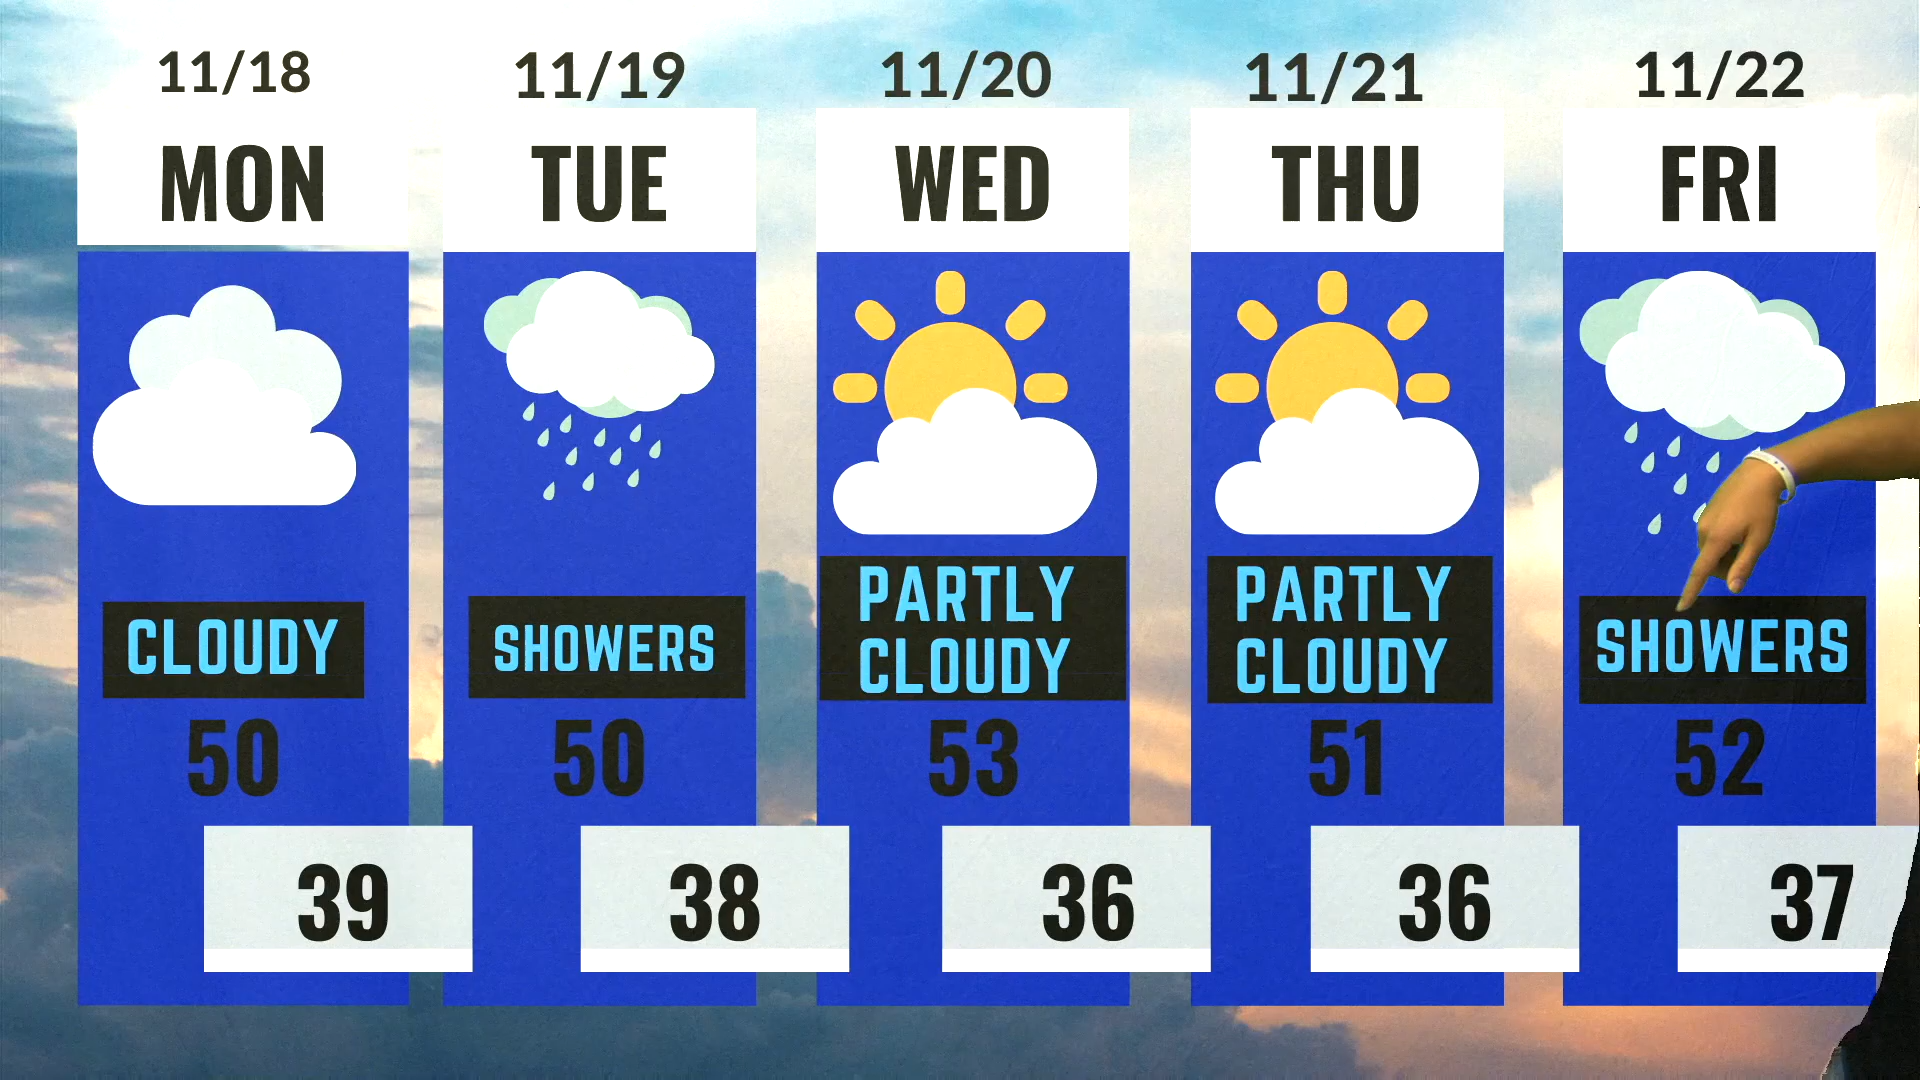 11/18
11/19
11/20
11/21
11/22
MON
TUE
WED
THU
FRI
CLOUDY
SHOWERS
PARTLY
CLOUDY
PARTLY
CLOUDY
SHOWERS
50
50
53
51
52
39
38
36
36
37